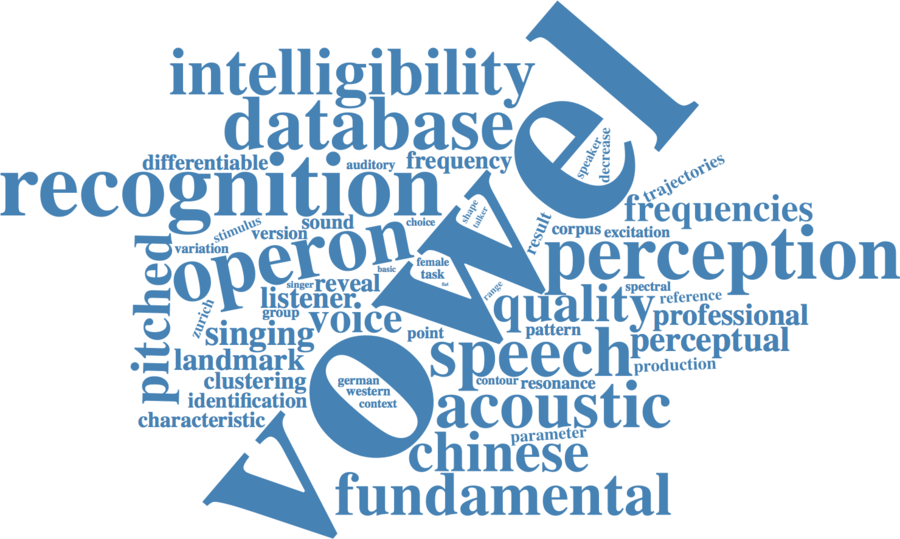 vowel
intelligibility
database
differentiable
auditory
frequency
recognition
speaker
decrease
trajectories
frequencies
shape
talker
choice
stimulus
sound
version
variation
operon
result
corpus
excitation
perception
pitched
female
basic
task
flat
singer
reveal
range
spectral
listener
quality
reference
zurich
group
voice
professional
singing
point
pattern
perceptual
landmark
speech
production
clustering
german
contour
resonance
western
identification
context
acoustic
characteristic
parameter
chinese
fundamental